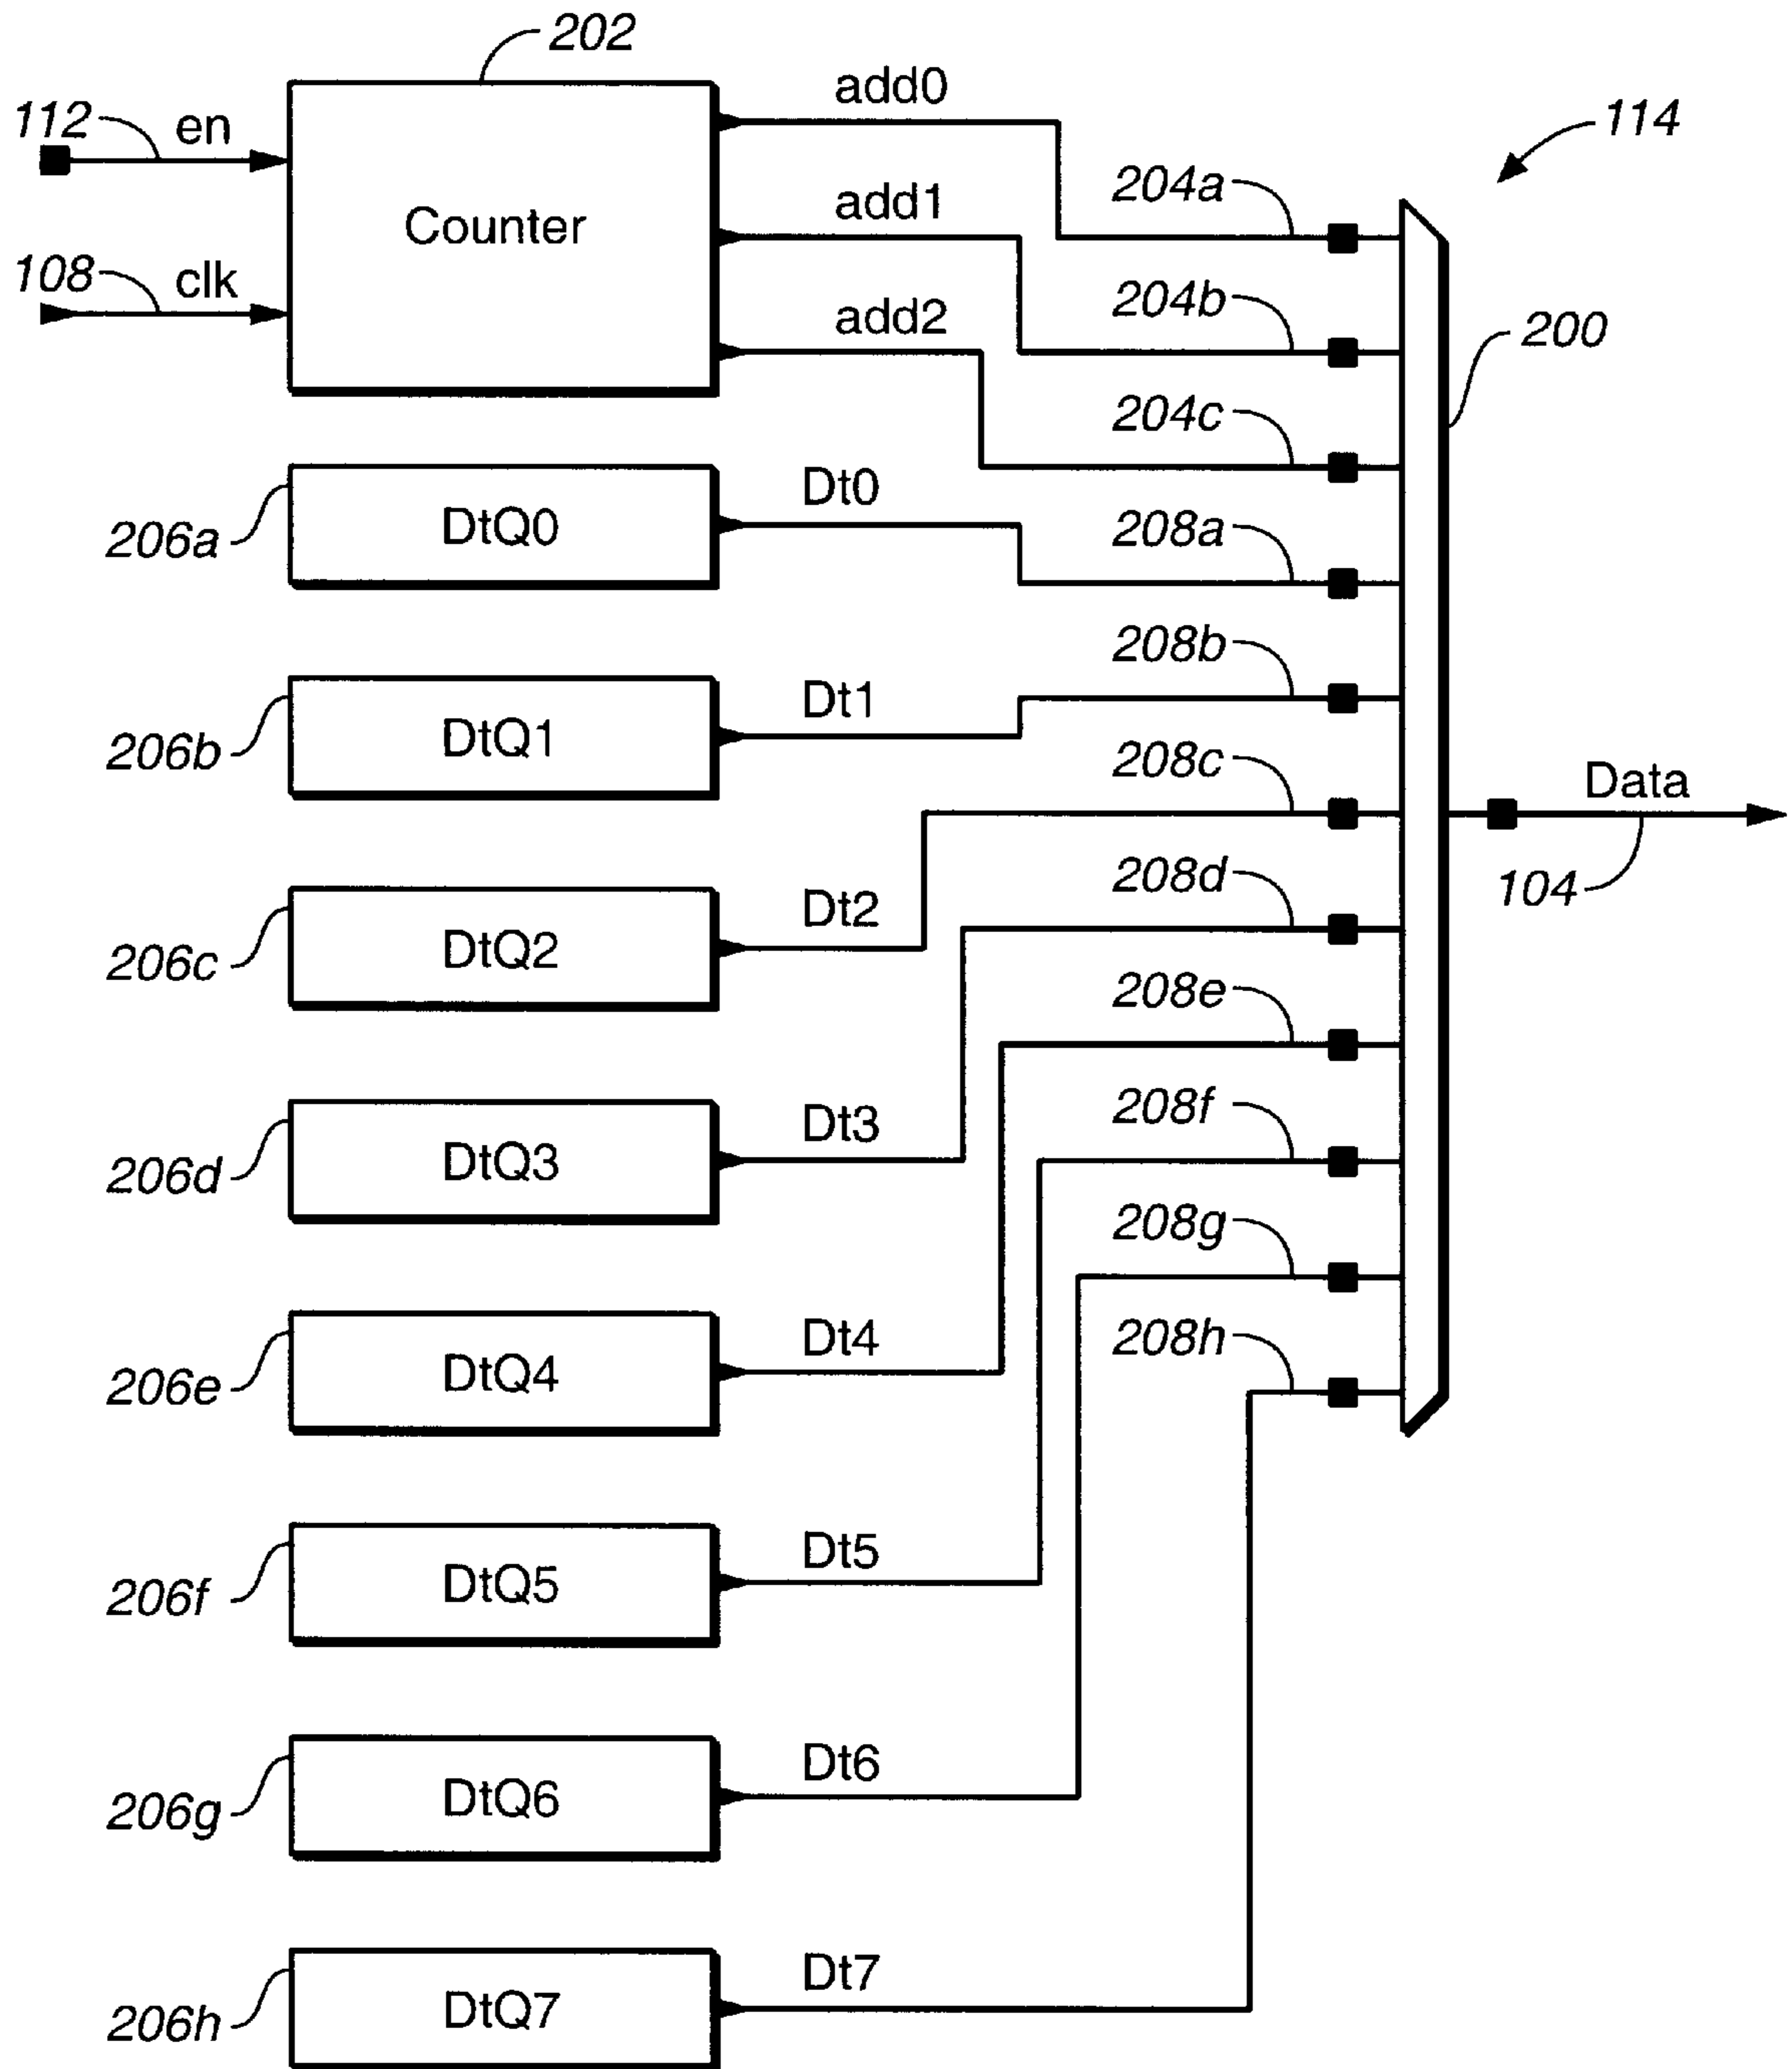 202
add0
112 en
114
204a
Counter
add1
108 clk
204b
add2
200
204c
Dt0
DtQ0
208a
206a
208b
Dt1
DtQ1
206b
208c
Data
208d
104
Dt2
DtQ2
206c
208e
208f
Dt3
DtQ3
206d
208g
208h
Dt4
DtQ4
206e
Dt5
DtQ5
206f
Dt6
DtQ6
206g
Dt7
DtQ7
206h